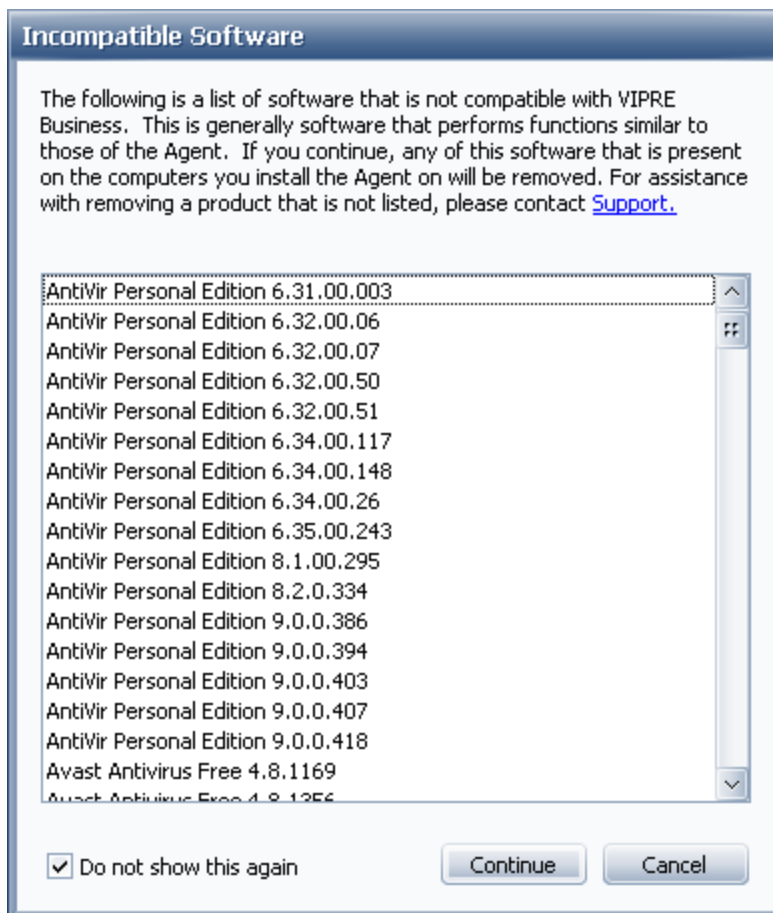 Incompatible Software
The following is a list of software that is not compatible with VIPRE
Business. This is generally software that performs functions similar to
those of the Agent. If you continue, any of this software that is present
on the computers you install the Agent on will be removed. For assistance
with removing a product that is not listed, please contact Support.
AntiVir Personal Edition 6.31.00.003
AntiVir Personal Edition 6.32.00.06
AntiVir Personal Edition 6.32.00.07
AntiVir Personal Edition 6.32.00.50
AntiVir Personal Edition 6.32.00.51
AntiVir Personal Edition 6.34.00.117
AntiVir Personal Edition 6.34.00.148
AntiVir Personal Edition 6.34.00.26
AntiVir Personal Edition 6.35.00.243
AntiVir Personal Edition 8.1.00.295
AntiVir Personal Edition 8.2.0.334
AntiVir Personal Edition 9.0.0.386
AntiVir Personal Edition 9.0.0.394
AntiVir Personal Edition 9.0.0.403
AntiVir Personal Edition 9.0.0.407
AntiVir Personal Edition 9.0.0.418
Avast Antivirus Free 4.8.1169
Avast Antivirus Free 4.8.1356
Do not show this again
Continue
Cancel